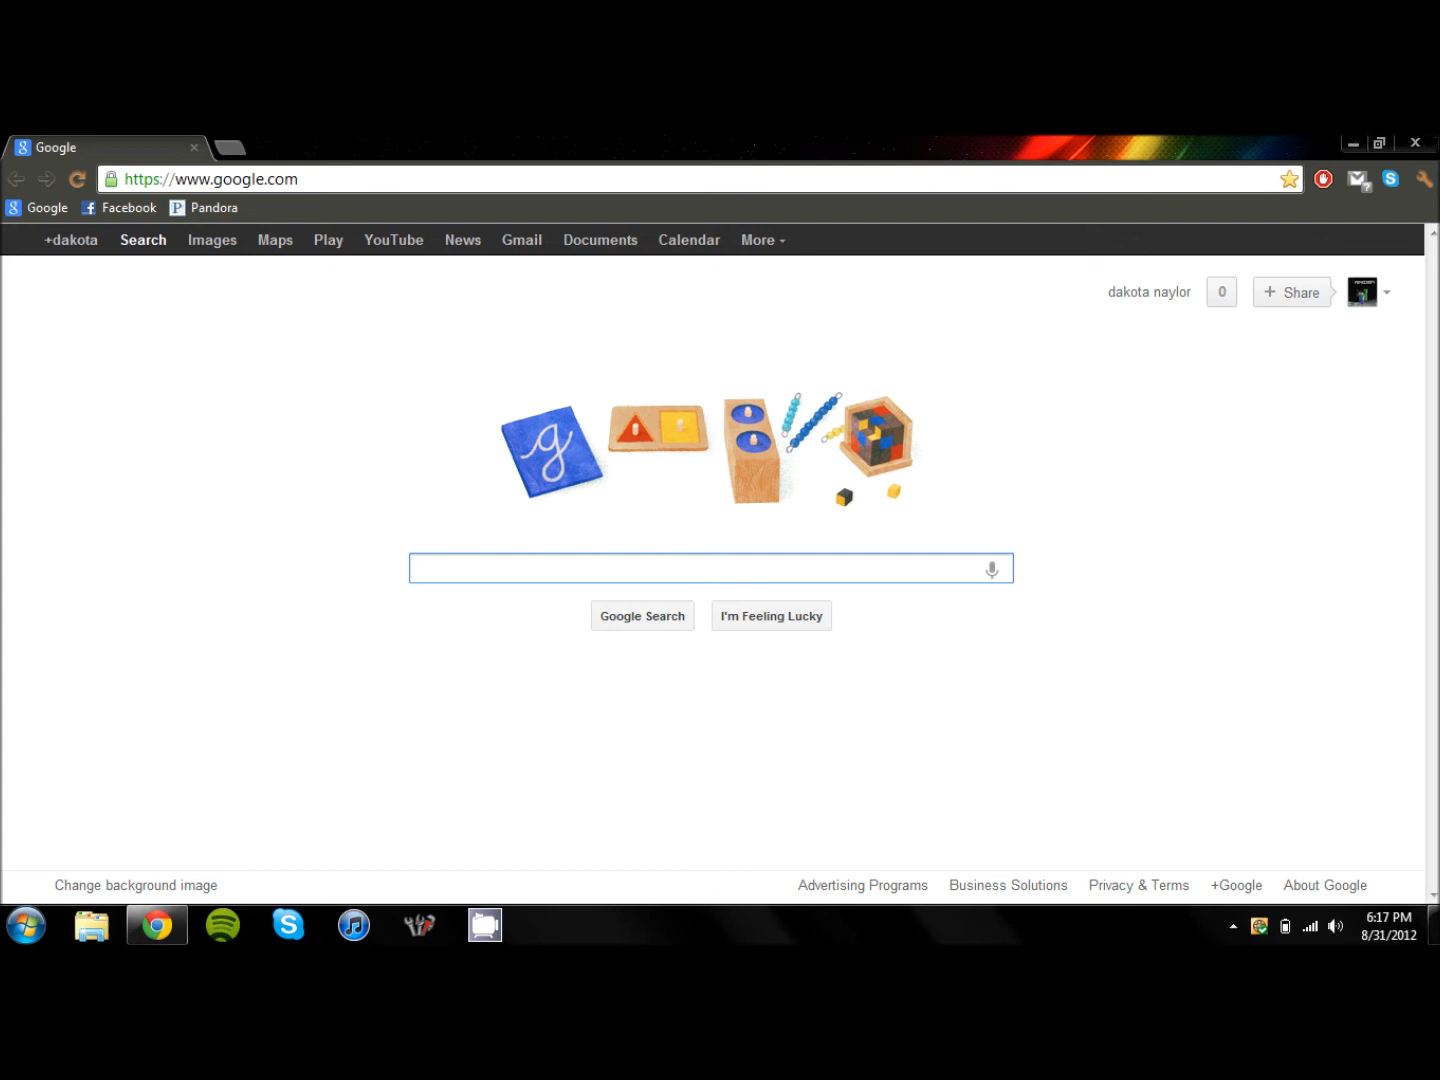 Google
https://www.google.com
Google Facebook Pandora
+dakota Search Images Maps Play YouTube News Gmail Documents Calendar More
dakota naylor 0 + Share
g
Google Search I'm Feeling Lucky
Change background image Advertising Programs Business Solutions Privacy & Terms +Google About Google
6:17 PM
8/31/2012